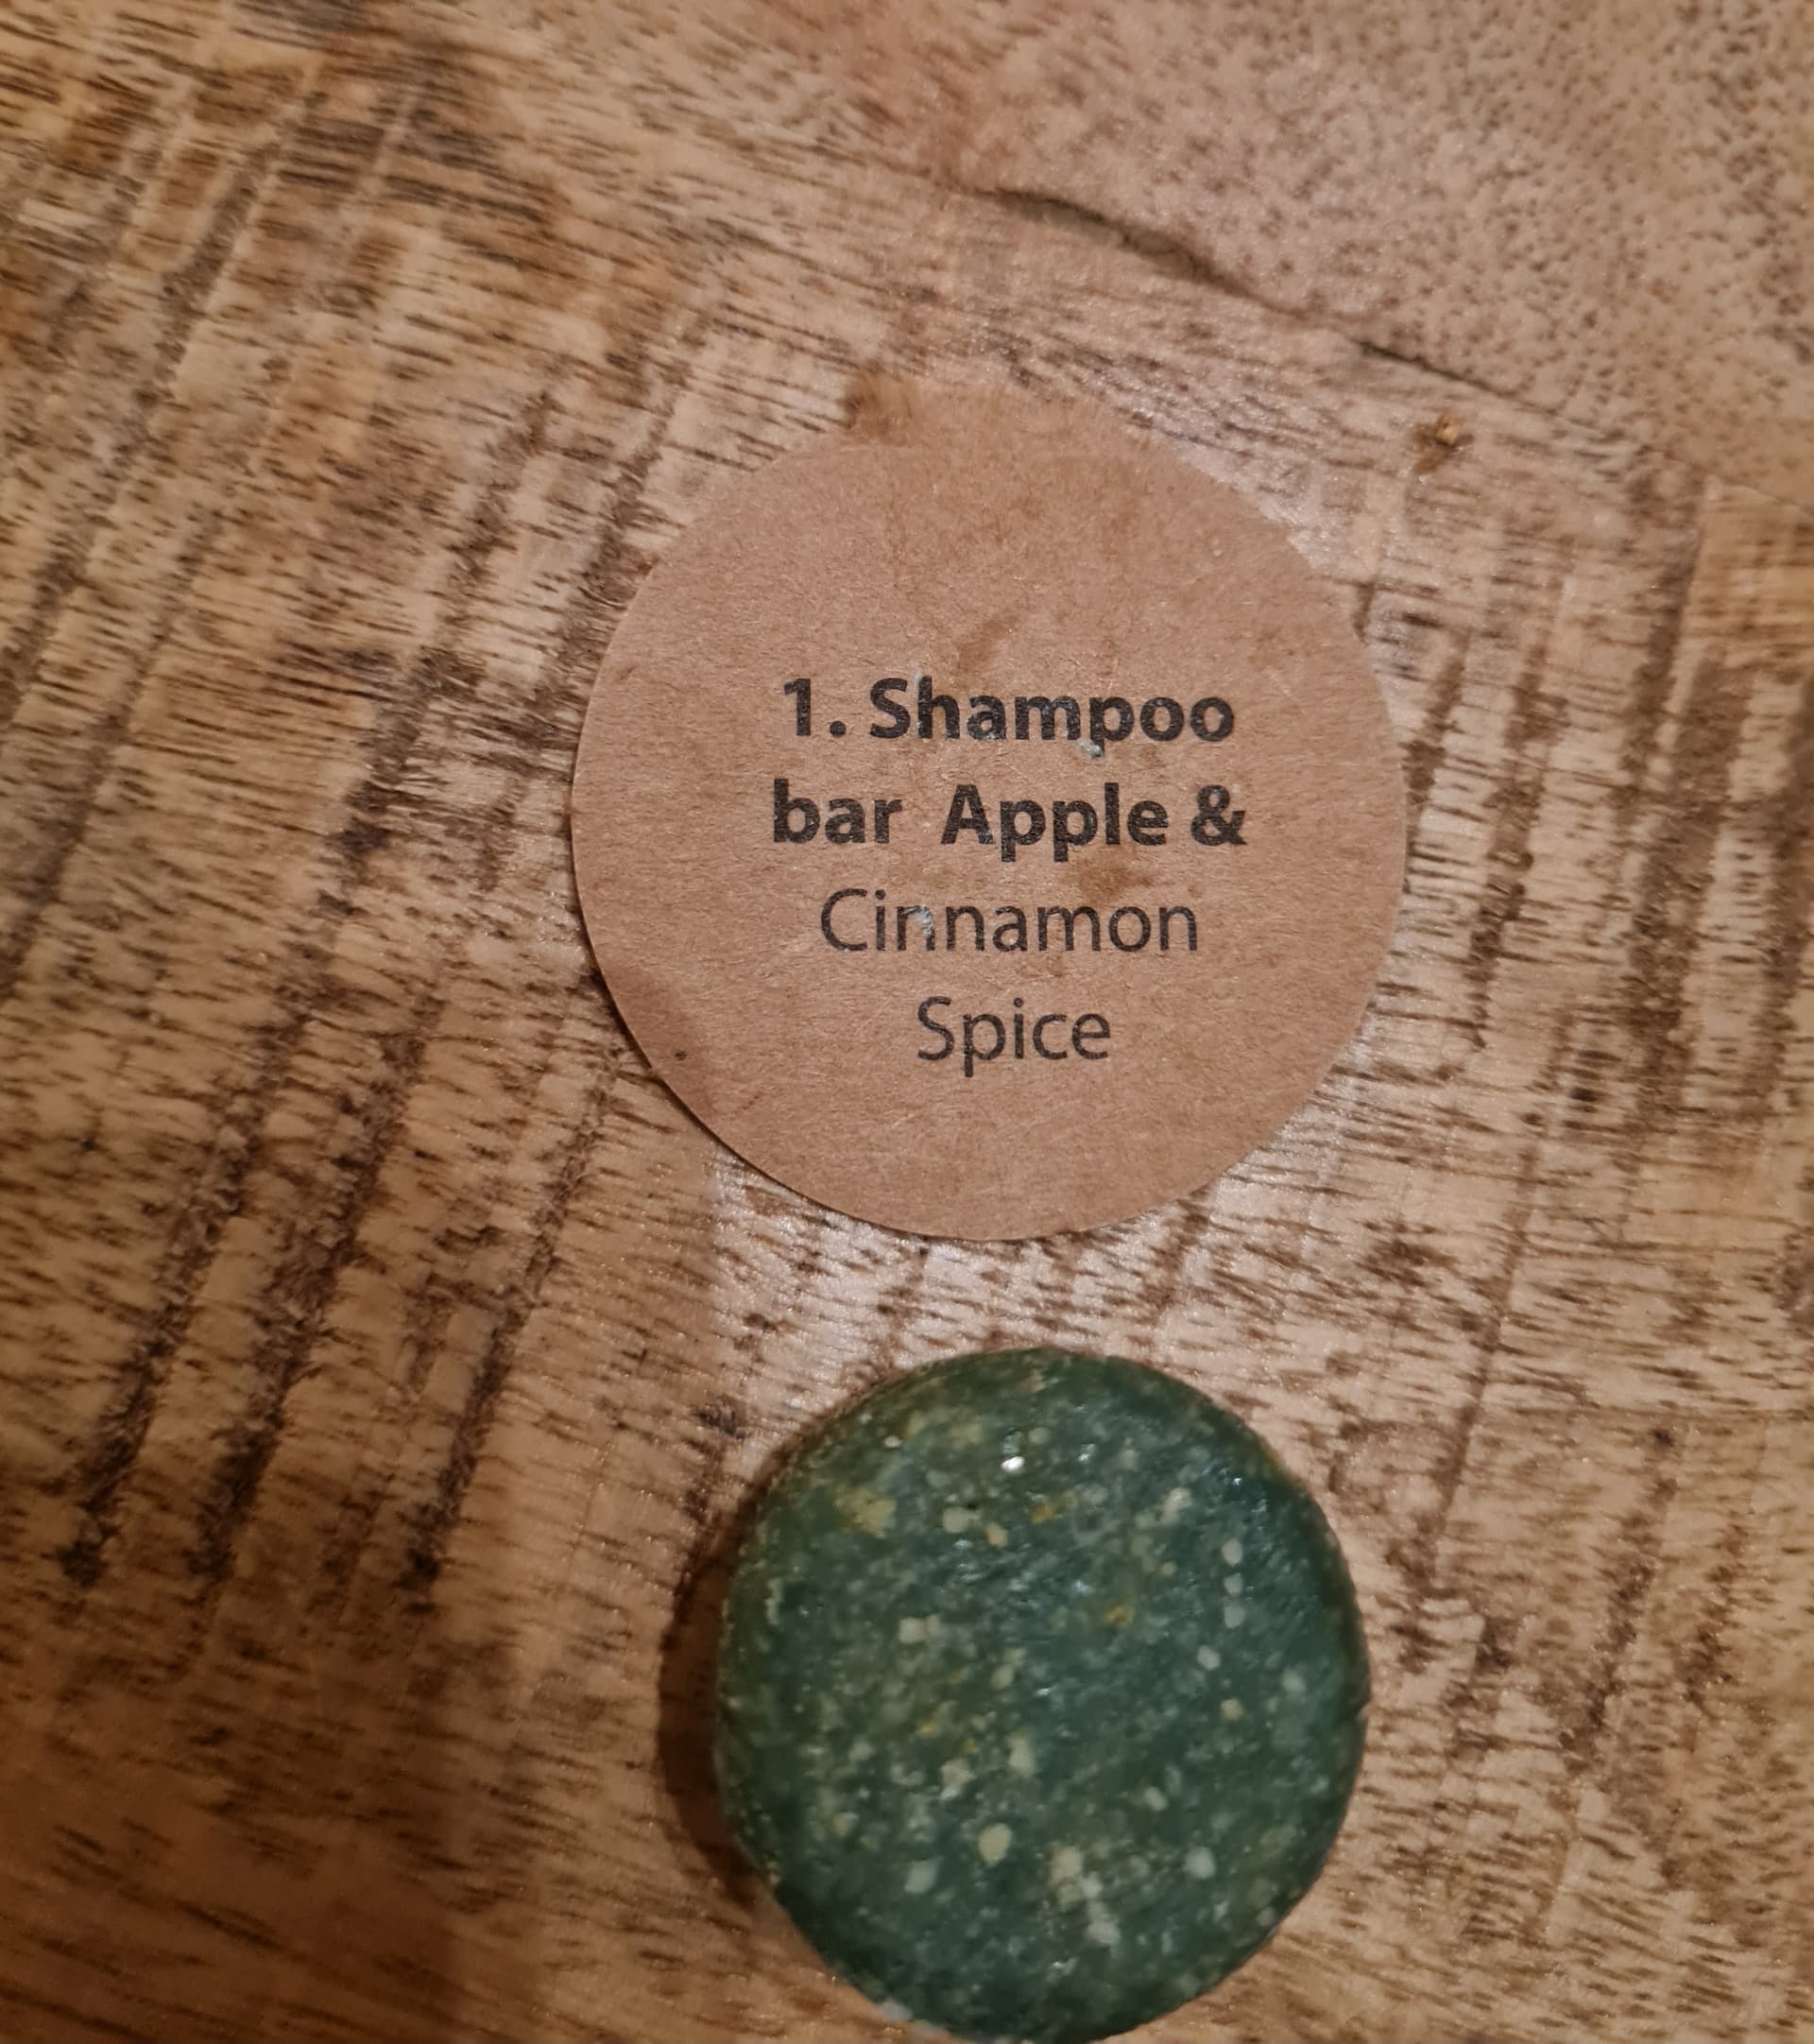 1. Shampoo
bar Apple &
Cinnamon
Spice